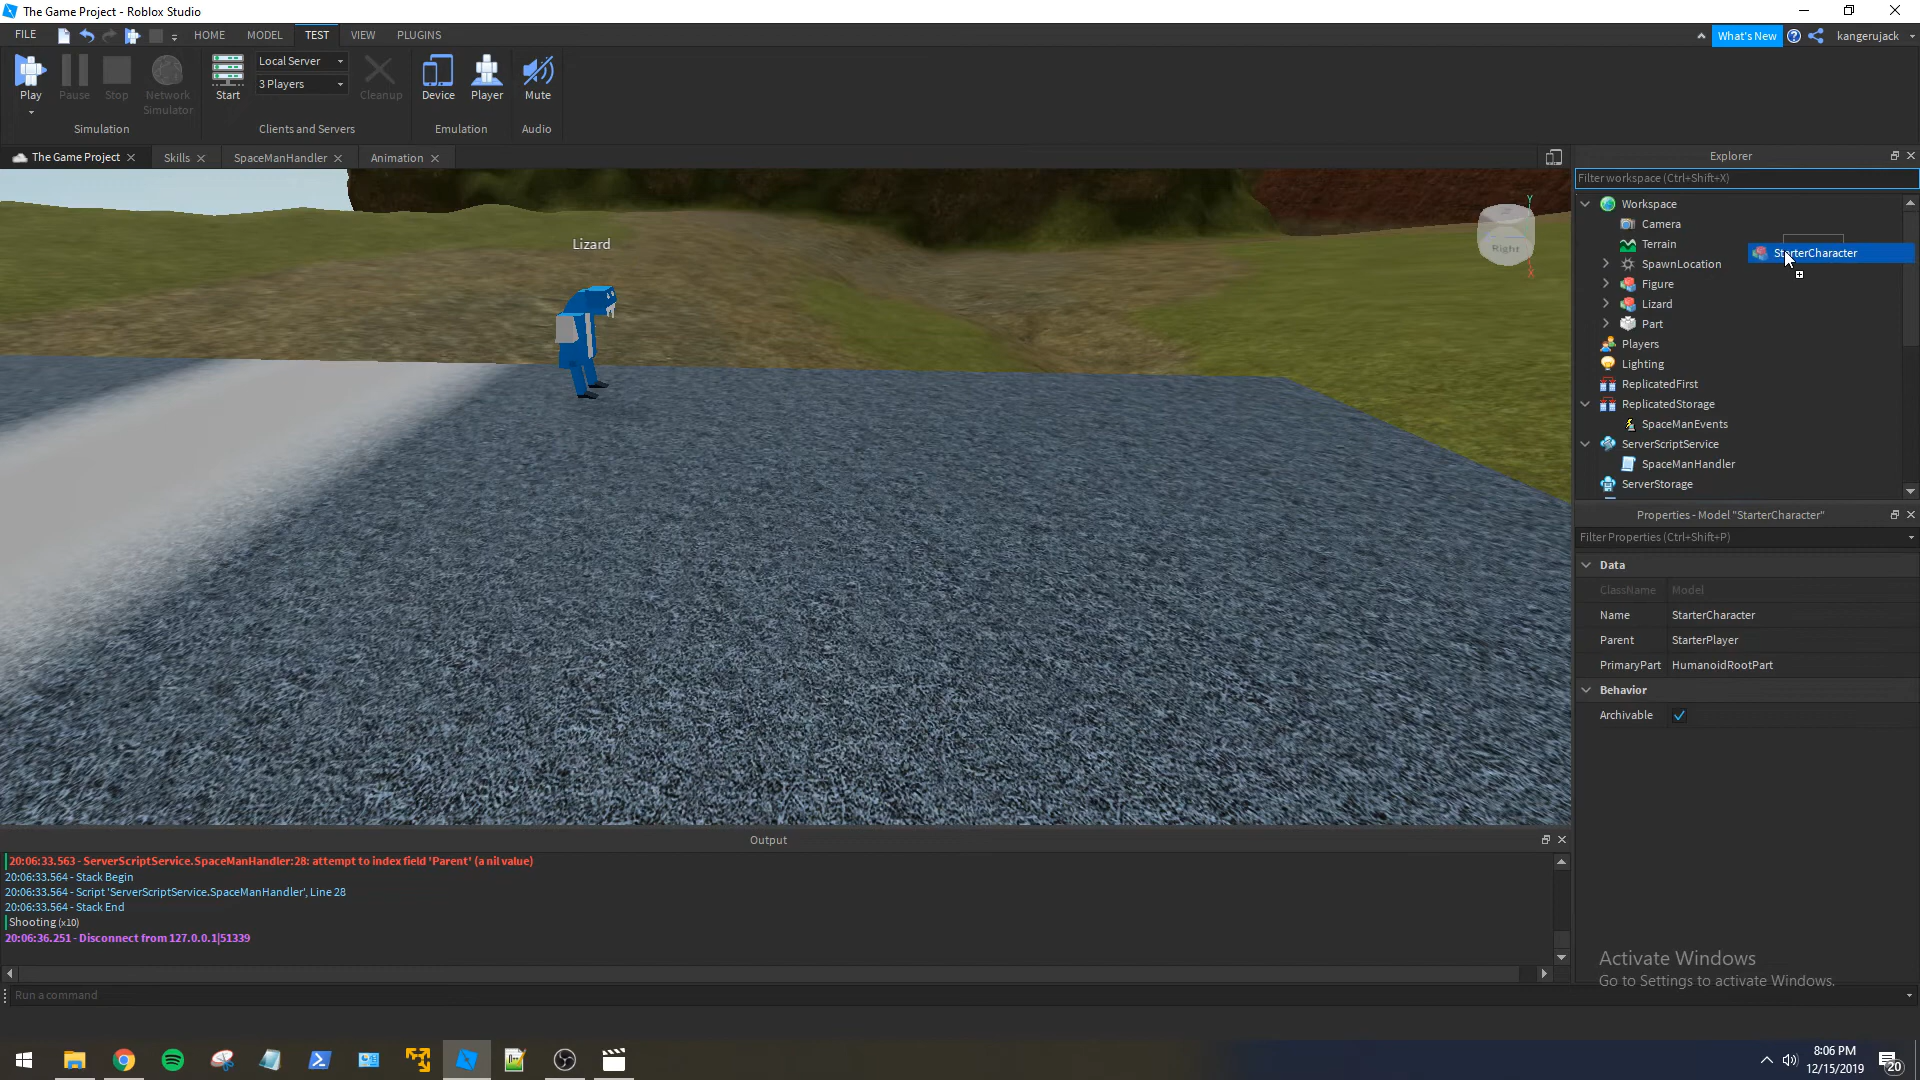 The Game Project - Roblox Studio
FILE HOME MODEL TEST VIEW PLUGINS What's New kangerujack
Play Pause Stop Network Simulator
Start Local Server 3 Players Cleanup
Device Player Mute
Simulation Clients and Servers Emulation Audio
The Game Project Skills SpaceManHandler Animation
Lizard
Right
Y
X
Explorer
Filter workspace (Ctrl+Shift+X)
Workspace
Camera
Terrain
StarterCharacter
SpawnLocation
Figure
Lizard
Part
Players
Lighting
ReplicatedFirst
ReplicatedStorage
SpaceManEvents
ServerScriptService
SpaceManHandler
ServerStorage
Properties - Model "StarterCharacter"
Filter Properties (Ctrl+Shift+P)
Data
ClassName Model
Name StarterCharacter
Parent StarterPlayer
PrimaryPart HumanoidRootPart
Behavior
Archivable
Output
20:06:33.563 - ServerScriptService.SpaceManHandler:28: attempt to index field 'Parent' (a nil value)
20:06:33.564 - Stack Begin
20:06:33.564 - Script 'ServerScriptService.SpaceManHandler', Line 28
20:06:33.564 - Stack End
Shooting (x10)
20:06:36.251 - Disconnect from 127.0.0.1|51339
Run a command
Activate Windows
Go to Settings to activate Windows.
8:06 PM
12/15/2019
20